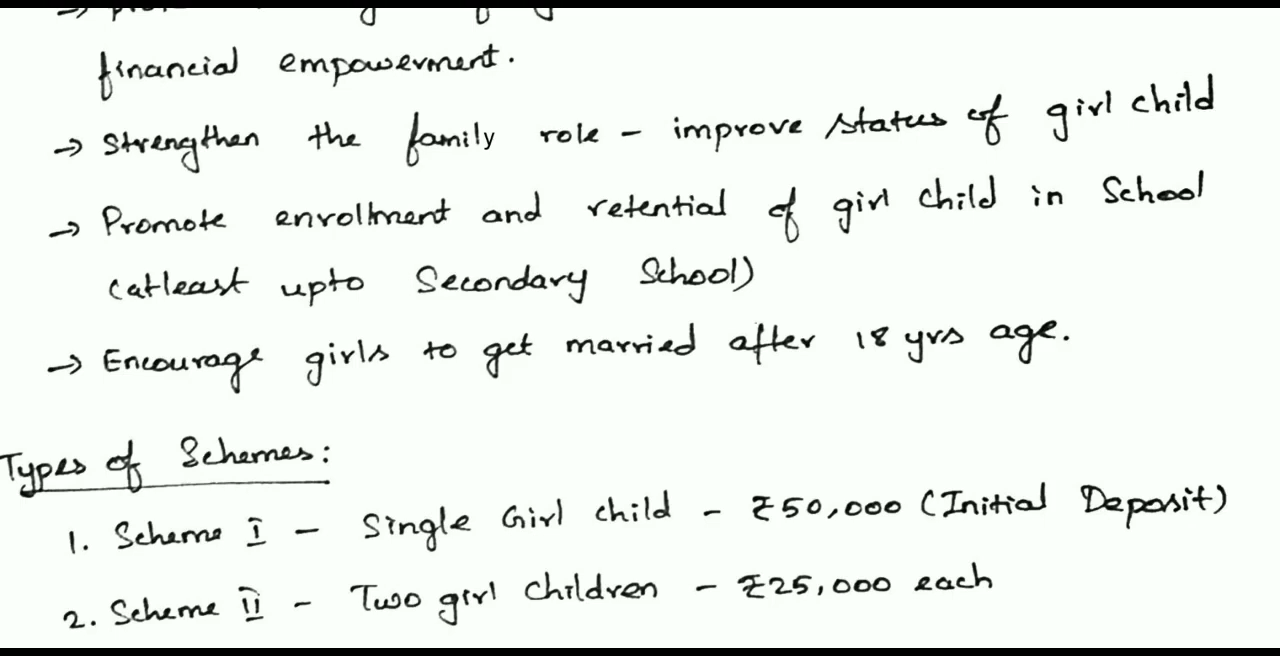 financial empowerment.
→ Strengthen the family role - improve status of girl child
→ Promote enrollment and retential of girl child in School
(atleast upto Secondary School)
→ Encourage girls to get married after 18 yrs age.
Types of Schemes:
1. Scheme I - Single Girl child - ₹50,000 (Initial Deposit)
2. Scheme II - Two girl children - ₹25,000 each